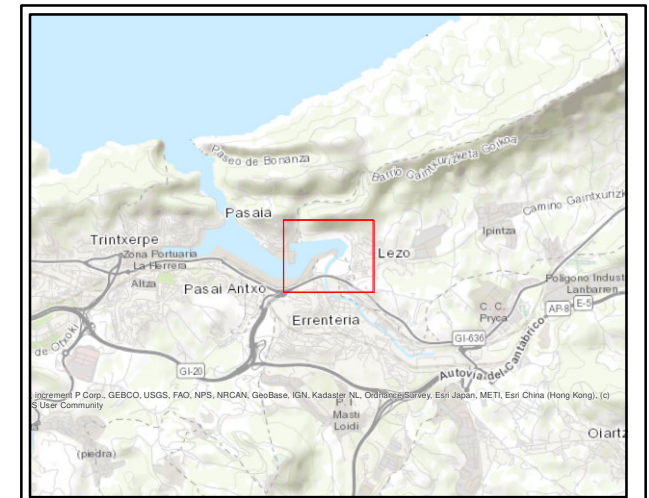 Paseo de Bonanza
Barrio Gaintxurizketa Goikoa
Camino Gaintxurizk
Pasaia
Trintxerpe
Lezo
Ipintza
Zona Portuaria
La Herrera
Altza
Pasai Antxo
Poligono Indust
Lanbarren
Errenteria
C. C.
Pryca
AP-8
E-5
GI-636
de Otxoki
GI-20
Autovia del Cantábrico
increment P Corp., GEBCO, USGS, FAO, NPS, NRCAN, GeoBase, IGN, Kadaster NL, Ordnance Survey, Esri Japan, METI, Esri China (Hong Kong), (c)
S User Community
P. I.
Masti
Loidi
Oiartz
(piedra)